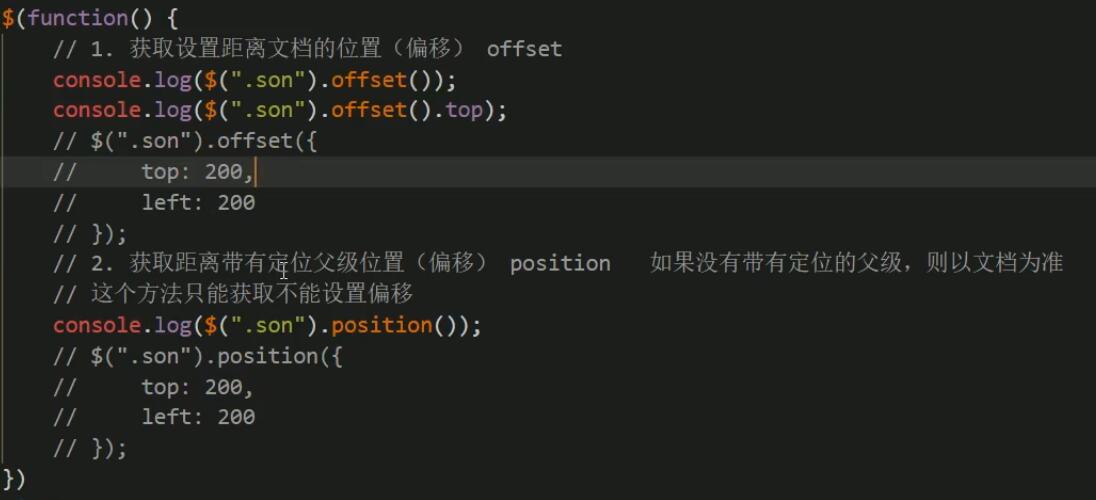 $(function() {
    // 1. 获取设置距离文档的位置（偏移） offset
    console.log($(".son").offset());
    console.log($(".son").offset().top);
    // $(".son").offset({
    //     top: 200,
    //     left: 200
    // });
    // 2. 获取距离带有定位父级位置（偏移） position   如果没有带有定位的父级，则以文档为准
    // 这个方法只能获取不能设置偏移
    console.log($(".son").position());
    // $(".son").position({
    //     top: 200,
    //     left: 200
    // });
})